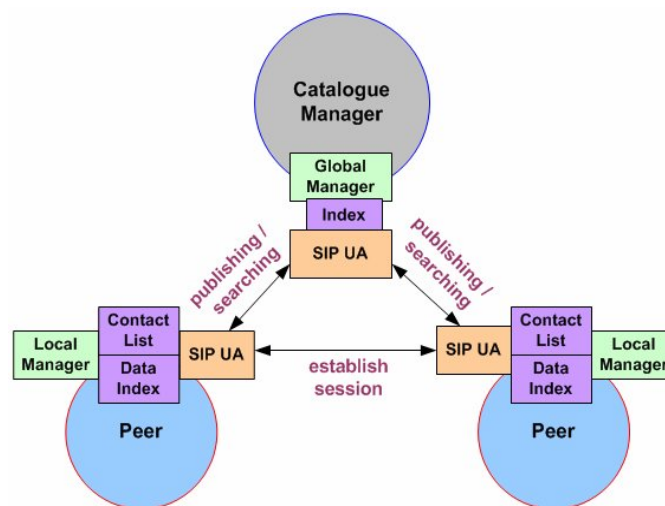 Catalogue
Manager
Global
Manager
Index
SIP UA
publishing /
searching
publishing /
searching
Local
Manager
Contact
List
Data
Index
SIP UA
establish
session
SIP UA
Contact
List
Data
Index
Local
Manager
Peer
Peer